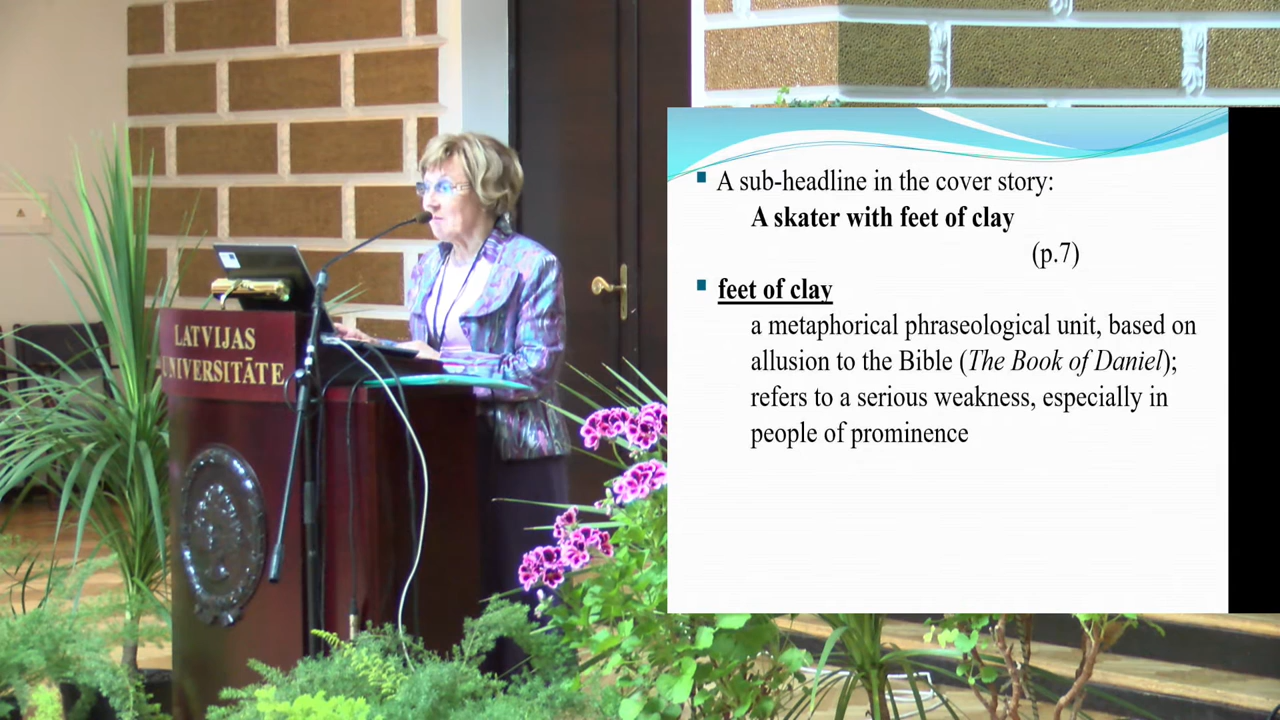 LATVIJAS
UNIVERSITĀTE
A sub-headline in the cover story:
A skater with feet of clay
(p.7)
feet of clay
a metaphorical phraseological unit, based on
allusion to the Bible (The Book of Daniel);
refers to a serious weakness, especially in
people of prominence